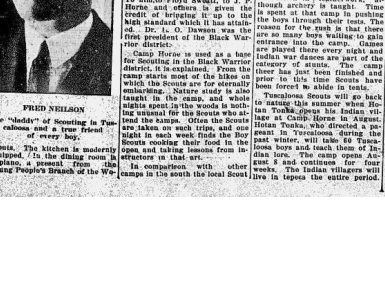 FRED NEILSON
"daddy" of Scouting in Tus-
caloosa and a true friend
of every boy.
outs. The kitchen is modernly
ipped. In the dining room is
piano, a present from the
ung People's Branch of the Wo-
to Floyd to J. F.
Horne and others is given the
credit of bringing it up to the
high standard which it has attain-
ed. Dr. L. O. Dawson was the
first president of the Black War-
rior district.
Camp Horne is used as a base
for Scouting in the Black Warrior
district, it is explained. From the
camp starts most of the hikes on
which the Scouts are for eternally
embarking. Nature study is also
taught in the camp, and whole
nights spent in the woods is noth-
ing unusual for the Scouts who at-
tend the camps. Often the Scouts
are taken on such trips, and one
night in each week finds the Boy
Scouts cooking their food in the
open and taking lessons from in-
structors in that art.
In comparison with other
camps in the south the local Scout
though archery is taught. Time
is spent at the camp in pushing
the boys through their tests. The
reason for the rush is that there
are so many boys waiting to gain
entrance into the camp. Games
are played there every night and
Indian war dances are part of the
category of stunts. The camp
theer has just been finished and
prior to this time Scouts have
been forced to abide in tents.
Tuscaloosa Scouts will go back
to nature this summer when Ho-
tan Tonka opens his Indian vil-
lage at Camp Horne in August.
Hotan Tonka, who directed a pa-
geant in Tuscaloosa during the
past winter, will take 60 Tusca-
loosa boys and teach them of In-
dian lore. The camp opens Aug-
ust 8 and continues for four
weeks. The Indian villagers will
live in tepees the entire period.